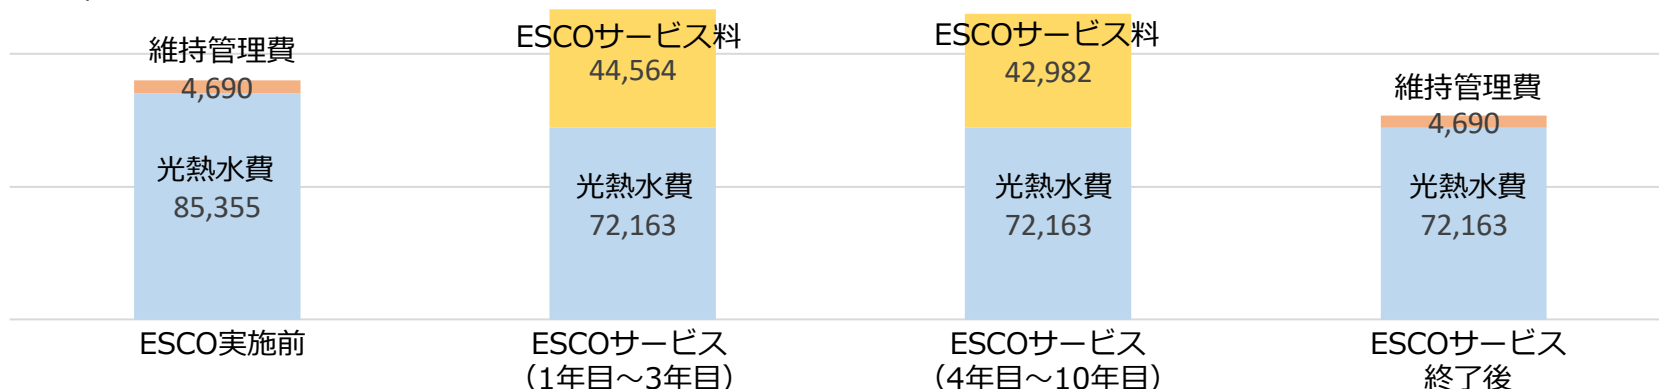 維持管理費
4,690
光熱水費
85,355
ESCO実施前
ESCOサービス料
44,564
光熱水費
72,163
ESCOサービス
(1年目～3年目)
ESCOサービス料
42,982
光熱水費
72,163
ESCOサービス
(4年目～10年目)
維持管理費
4,690
光熱水費
72,163
ESCOサービス
終了後